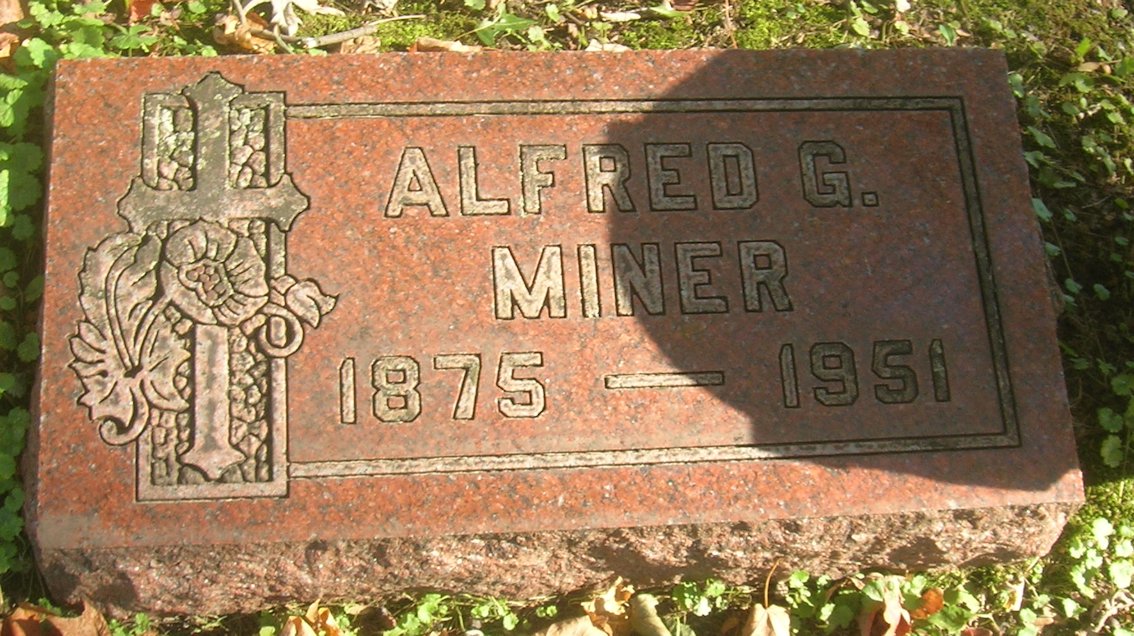 ALFRED G.
MINER
1875 — 1951